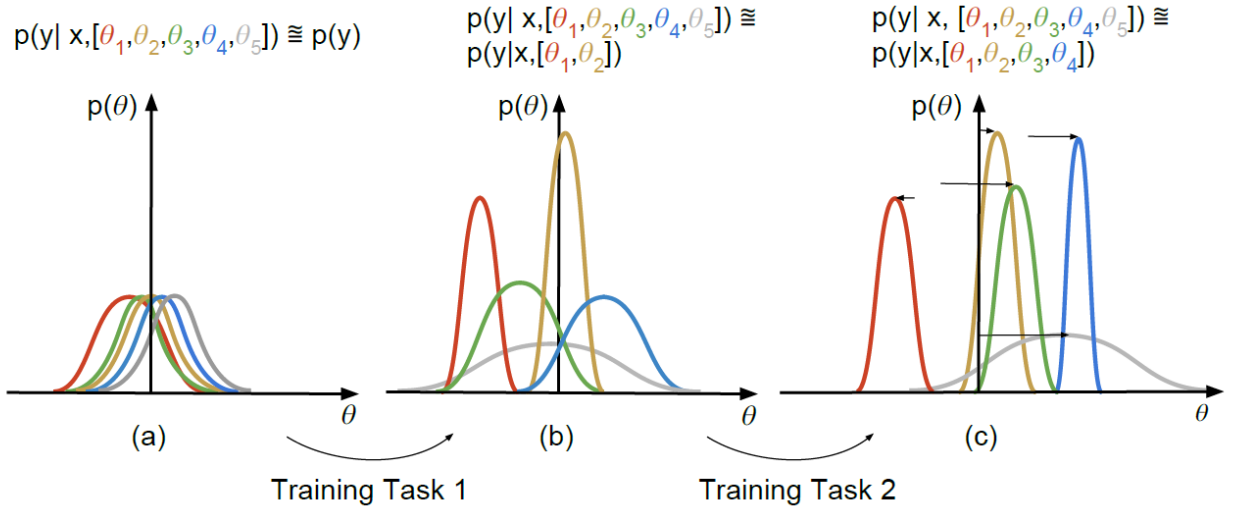 p(y| x,[θ1,θ2,θ3,θ4,θ5]) ≊ p(y)
p(y| x,[θ1,θ2,θ3,θ4,θ5]) ≊
p(y|x,[θ1,θ2])
p(y| x, [θ1,θ2,θ3,θ4,θ5]) ≊
p(y|x,[θ1,θ2,θ3,θ4])
p(θ)
p(θ)
p(θ)
θ
θ
θ
(a)
(b)
(c)
Training Task 1
Training Task 2